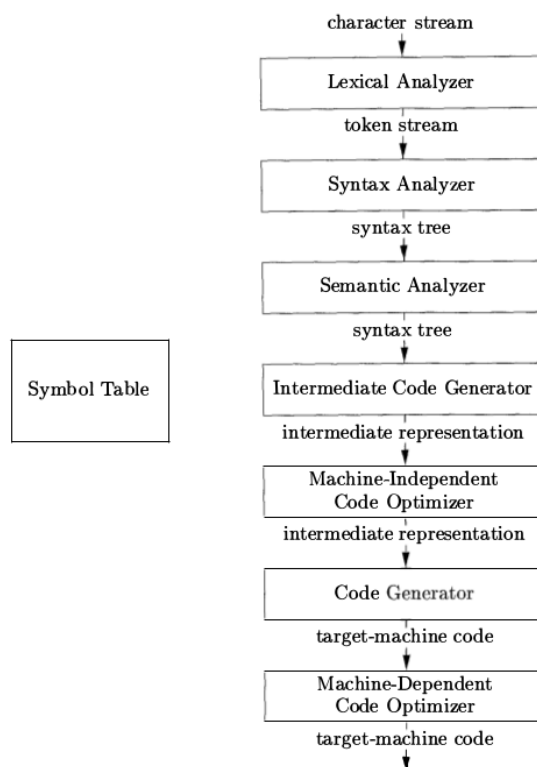 character stream
Lexical Analyzer
token stream
Syntax Analyzer
syntax tree
Semantic Analyzer
syntax tree
Symbol Table
Intermediate Code Generator
intermediate representation
Machine-Independent
Code Optimizer
intermediate representation
Code Generator
target-machine code
Machine-Dependent
Code Optimizer
target-machine code